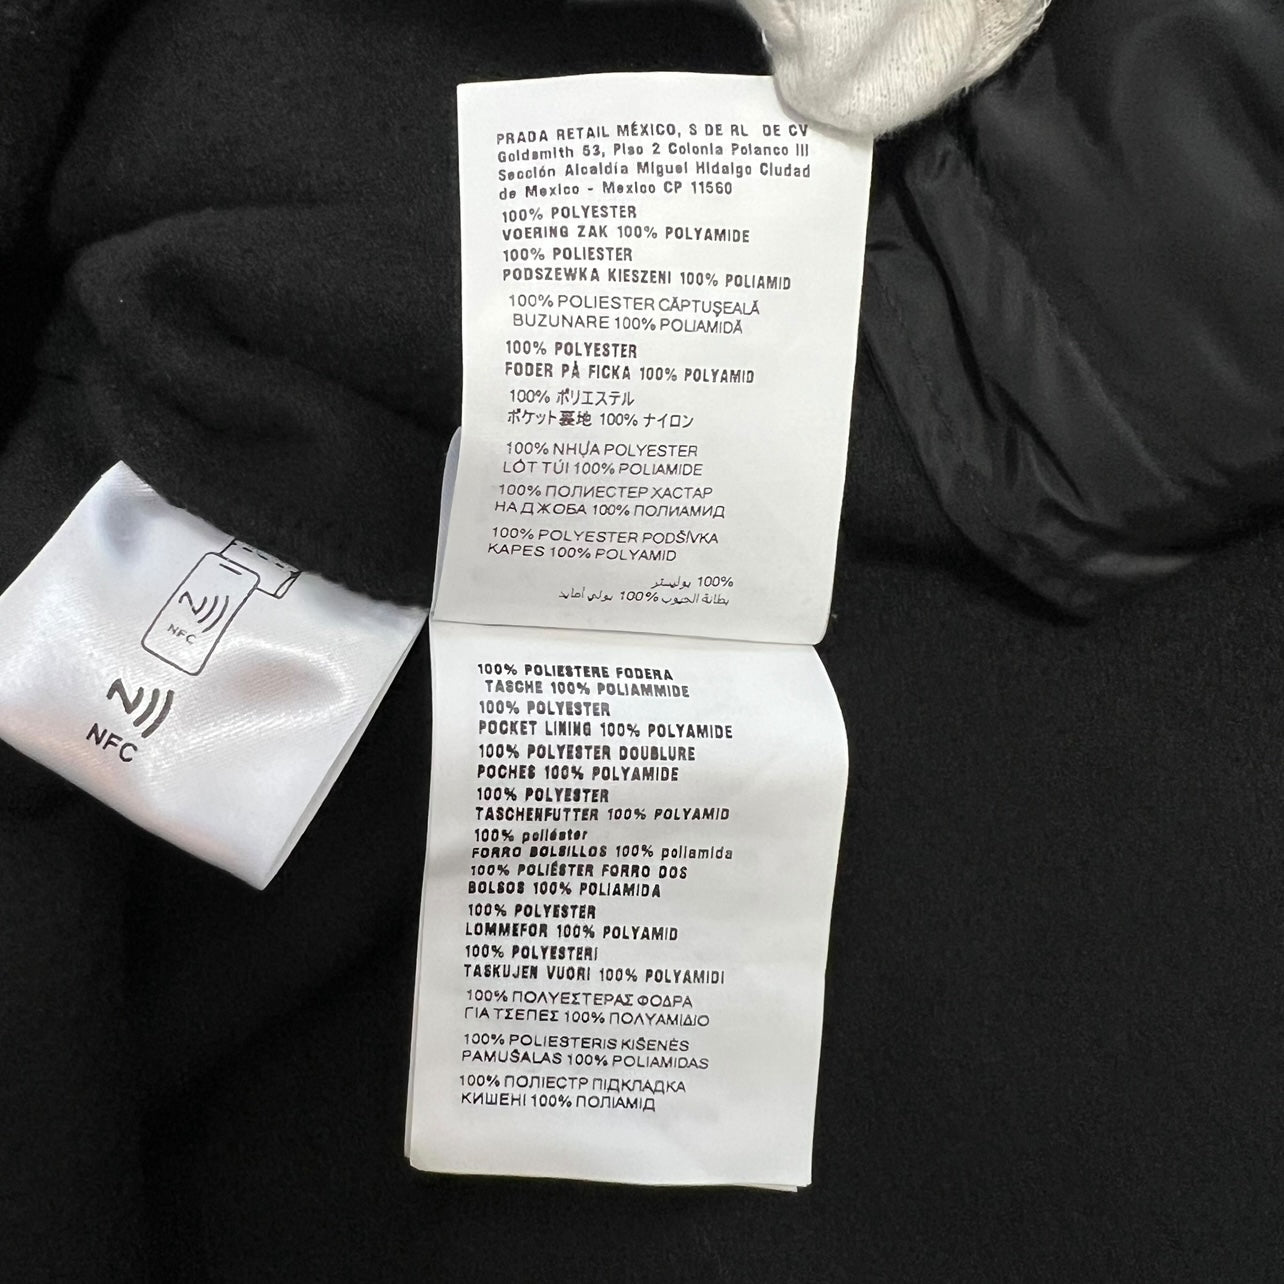 PRADA RETAIL MÉXICO, S DE RL DE CV
Goldsmith 53, Piso 2 Colonia Polanco III
Sección Alcaldía Miguel Hidalgo Ciudad
de Mexico - Mexico CP 11560
100% POLYESTER
VOERING ZAK 100% POLYAMIDE
100% POLIESTER
PODSZEWKA KIESZENI 100% POLIAMID
100% POLIESTER CĂPTUŞEALĂ
BUZUNARE 100% POLIAMIDĂ
100% POLYESTER
FODER PÅ FICKA 100% POLYAMID
100% ポリエステル
ポケット裏地 100% ナイロン
100% NHỰA POLYESTER
LÓT TÚI 100% POLIAMIDE
100% ПОЛИЕСТЕР ХАСТАР
НА ДЖОБА 100% ПОЛИАМИД
100% POLYESTER PODŠÍVKA
KAPES 100% POLYAMID
100% بوليستر
بطانة الجيوب 100% بولي أمايد
NFC
NFC
100% POLIESTERE FODERA
TASCHE 100% POLIAMMIDE
100% POLYESTER
POCKET LINING 100% POLYAMIDE
100% POLYESTER DOUBLURE
POCHES 100% POLYAMIDE
100% POLYESTER
TASCHENFUTTER 100% POLYAMID
100% poliéster
FORRO BOLSILLOS 100% poliamida
100% POLIÉSTER FORRO DOS
BOLSOS 100% POLIAMIDA
100% POLYESTER
LOMMEFOR 100% POLYAMID
100% POLYESTERI
TASKUJEN VUORI 100% POLYAMIDI
100% ΠΟΛΥΕΣΤΕΡΑΣ ΦΟΔΡΑ
ΓΙΑ ΤΣΕΠΕΣ 100% ΠΟΛΥΑΜΙΔΙΟ
100% POLIESTERIS KIŠENĖS
PAMUŠALAS 100% POLIAMIDAS
100% ПОЛІЕСТР ПІДКЛАДКА
КИШЕНІ 100% ПОЛІАМІД